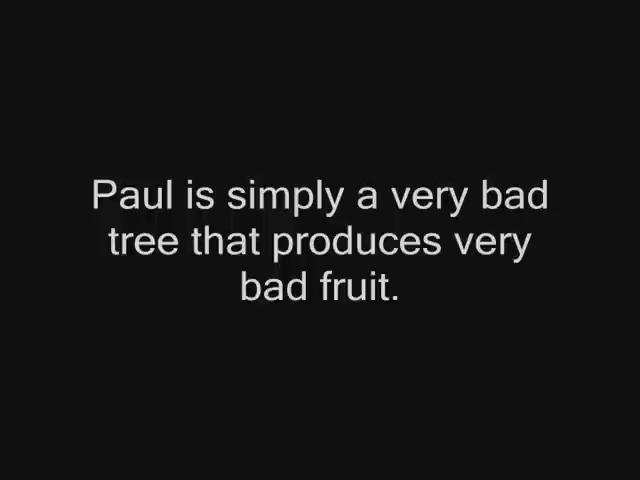 Paul is simply a very bad
tree that produces very
bad fruit.